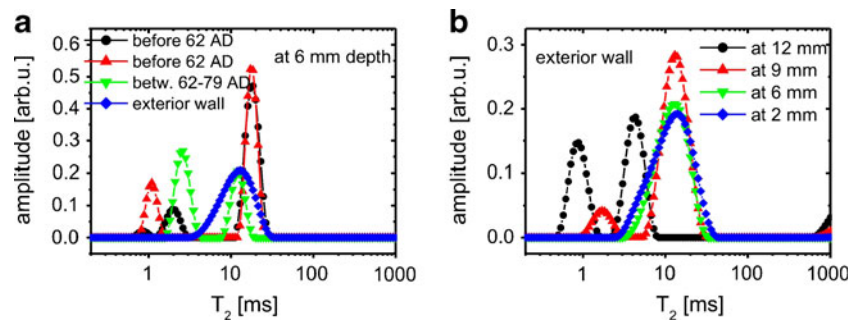 a
0.6
0.5
0.4
0.3
0.2
0.1
0.0
amplitude [arb.u.]
before 62 AD
before 62 AD
betw. 62-79 AD
exterior wall
at 6 mm depth
1
10
100
1000
T2 [ms]
b
0.3
0.2
0.1
0.0
amplitude [arb.u.]
exterior wall
at 12 mm
at 9 mm
at 6 mm
at 2 mm
1
10
100
1000
T2 [ms]